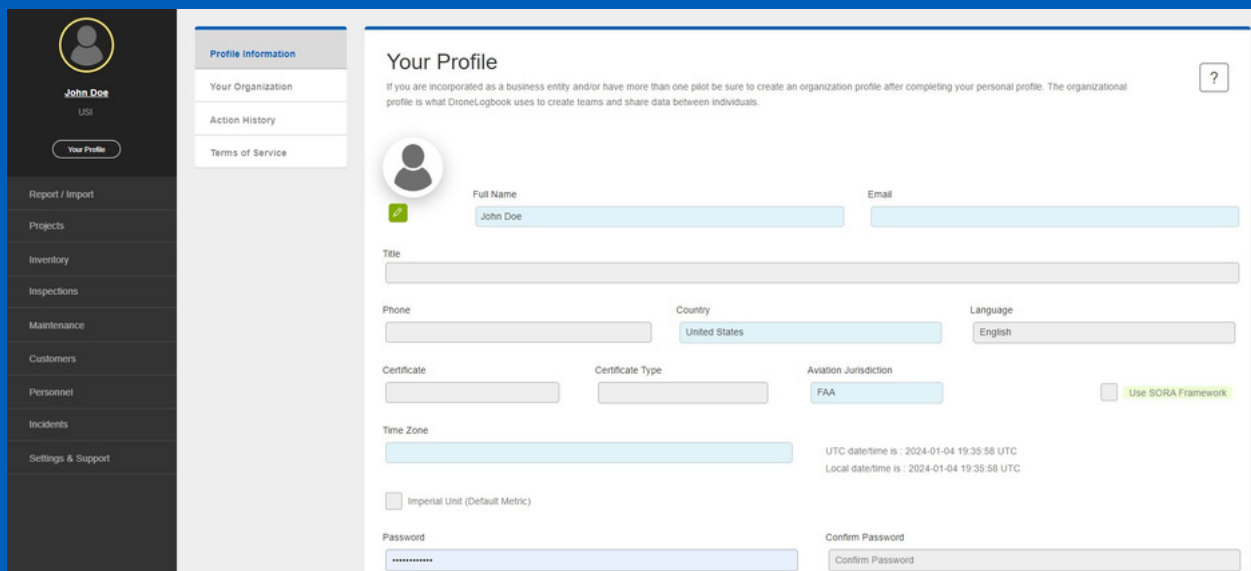 John Doe
USI
Your Profile
Report / Import
Projects
Inventory
Inspections
Maintenance
Customers
Personnel
Incidents
Settings & Support
Profile Information
Your Organization
Action History
Terms of Service
Your Profile
?
If you are incorporated as a business entity and/or have more than one pilot be sure to create an organization profile after completing your personal profile. The organizational
profile is what DroneLogbook uses to create teams and share data between individuals.
Full Name Email
John Doe
Title
Phone Country Language
United States English
Certificate Certificate Type Aviation Jurisdiction
FAA Use SORA Framework
Time Zone
UTC date/time is : 2024-01-04 19:35:58 UTC
Local date/time is : 2024-01-04 19:35:58 UTC
Imperial Unit (Default Metric)
Password Confirm Password
•••••••••••• Confirm Password